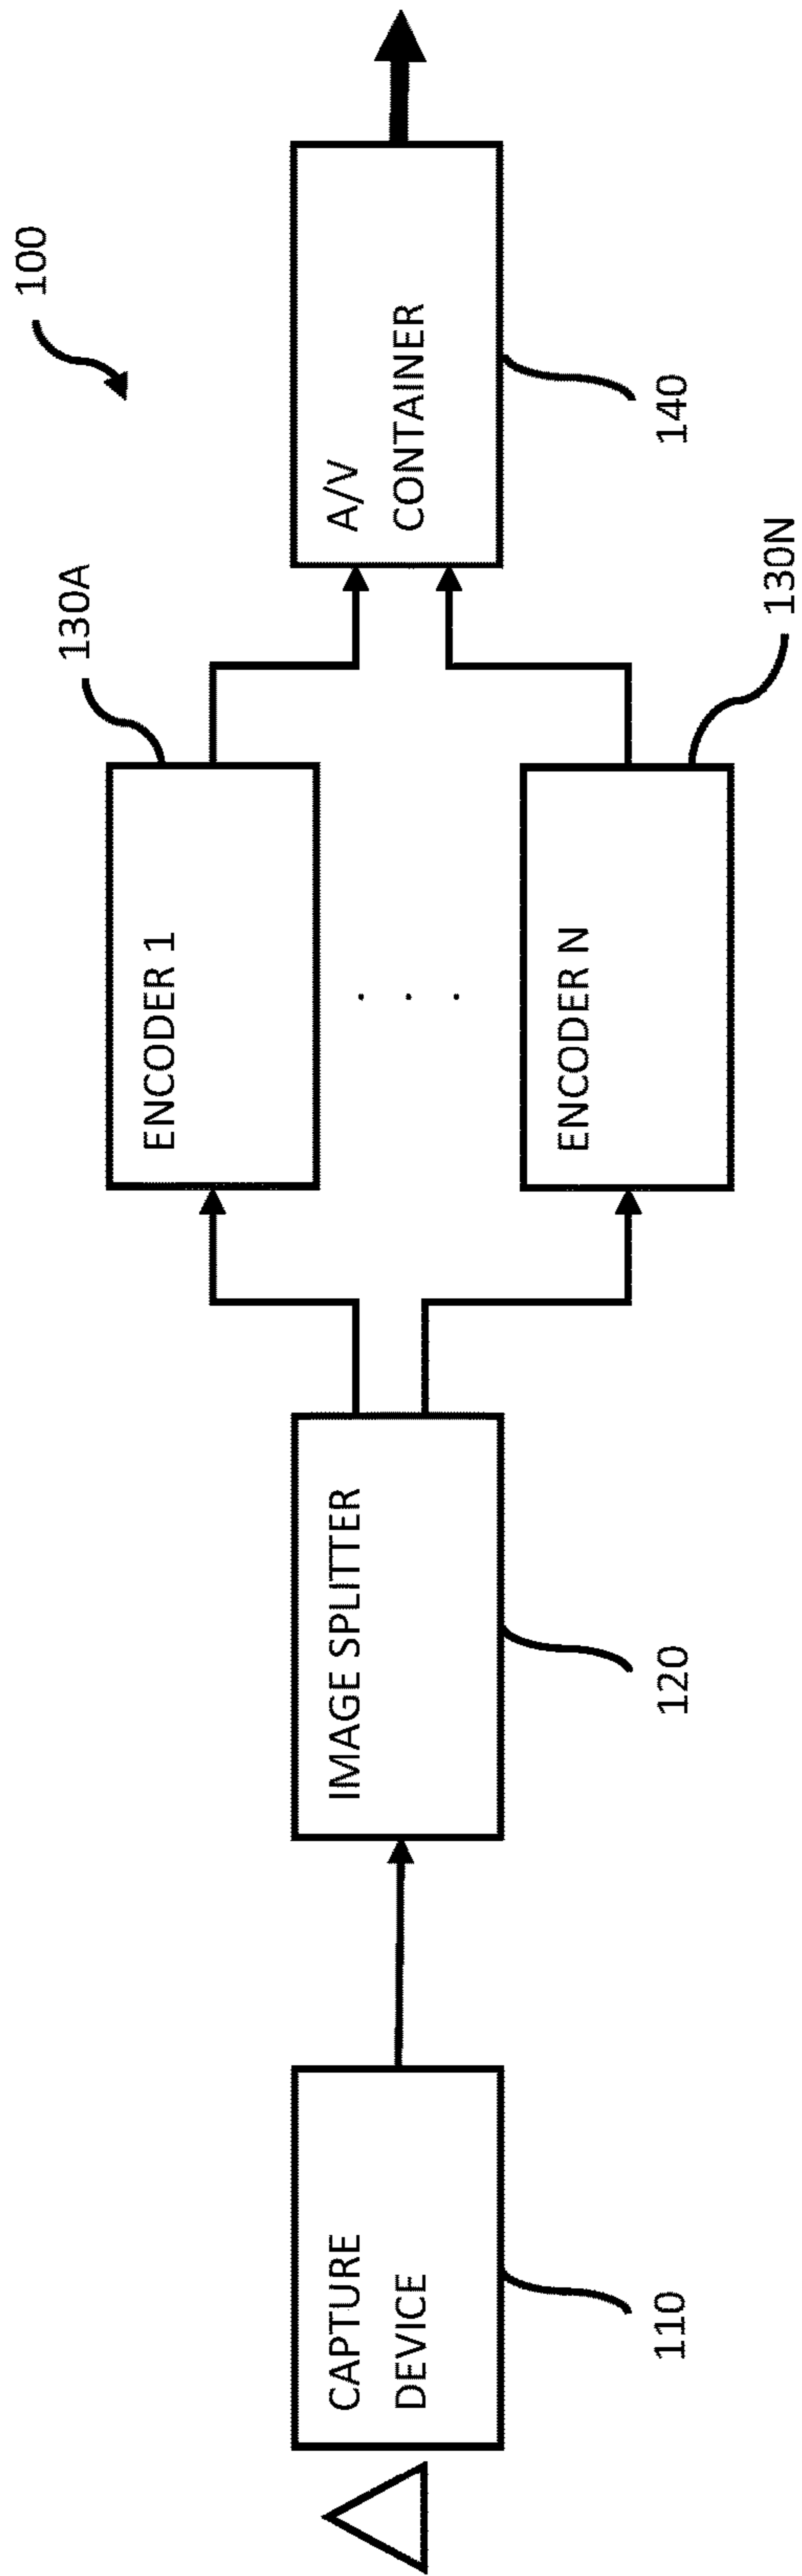 100
CAPTURE
DEVICE
110
IMAGE SPLITTER
120
ENCODER 1
130A
. . .
ENCODER N
130N
A/V
CONTAINER
140